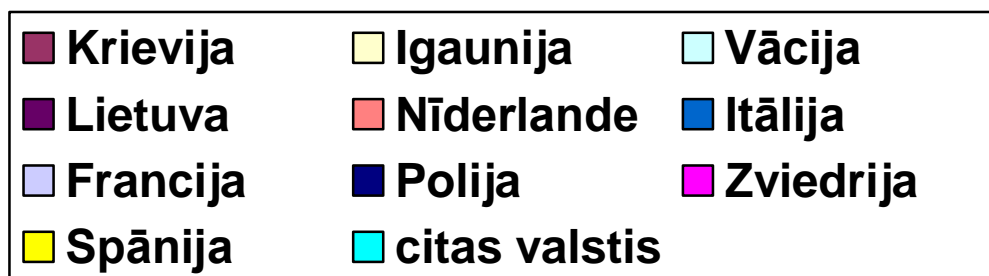 Krievija Igaunija Vācija
Lietuva Nīderlande Itālija
Francija Polija Zviedrija
Spānija citas valstis